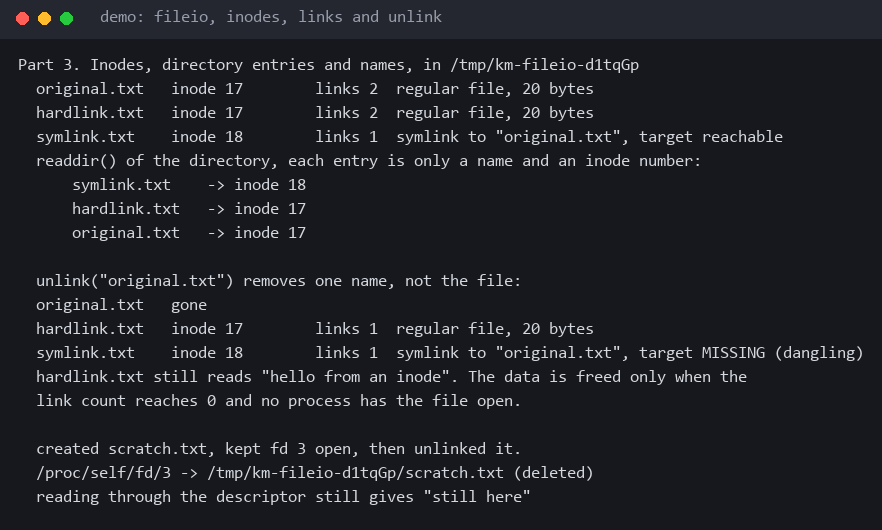 demo: fileio, inodes, links and unlink
Part 3. Inodes, directory entries and names, in /tmp/km-fileio-d1tqGp
original.txt   inode 17        links 2  regular file, 20 bytes
hardlink.txt   inode 17        links 2  regular file, 20 bytes
symlink.txt    inode 18        links 1  symlink to "original.txt", target reachable
readdir() of the directory, each entry is only a name and an inode number:
symlink.txt    -> inode 18
hardlink.txt   -> inode 17
original.txt   -> inode 17
unlink("original.txt") removes one name, not the file:
original.txt   gone
hardlink.txt   inode 17        links 1  regular file, 20 bytes
symlink.txt    inode 18        links 1  symlink to "original.txt", target MISSING (dangling)
hardlink.txt still reads "hello from an inode". The data is freed only when the
link count reaches 0 and no process has the file open.
created scratch.txt, kept fd 3 open, then unlinked it.
/proc/self/fd/3 -> /tmp/km-fileio-d1tqGp/scratch.txt (deleted)
reading through the descriptor still gives "still here"